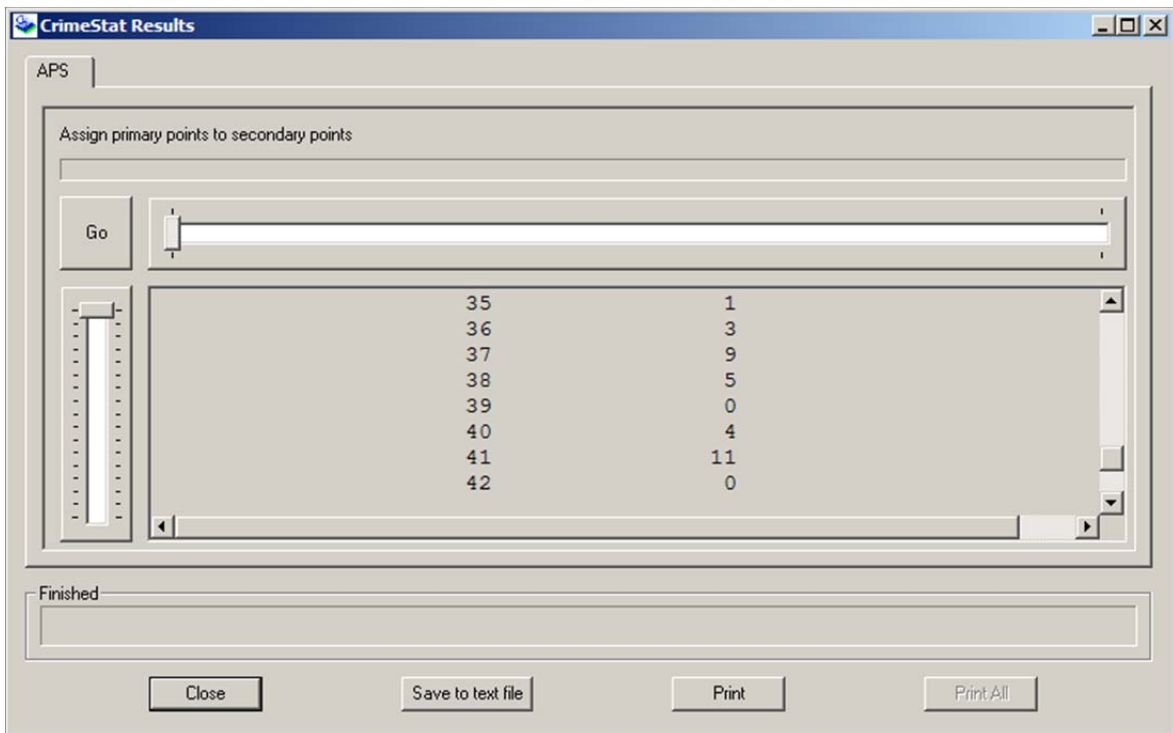 CrimeStat Results
APS
Assign primary points to secondary points
Go
35 1
36 3
37 9
38 5
39 0
40 4
41 11
42 0
Finished
Close Save to text file Print Print All